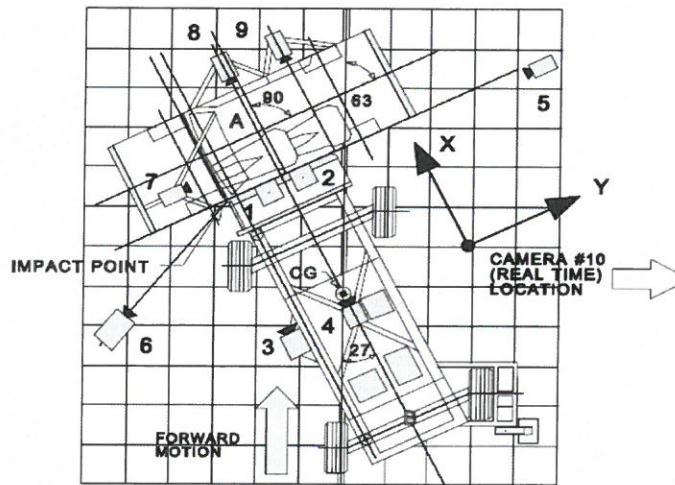 8
9
90
63
5
A
X
7
2
Y
1
IMPACT POINT
CAMERA #10
(REAL TIME)
LOCATION
CG
4
6
3
27
FORWARD
MOTION